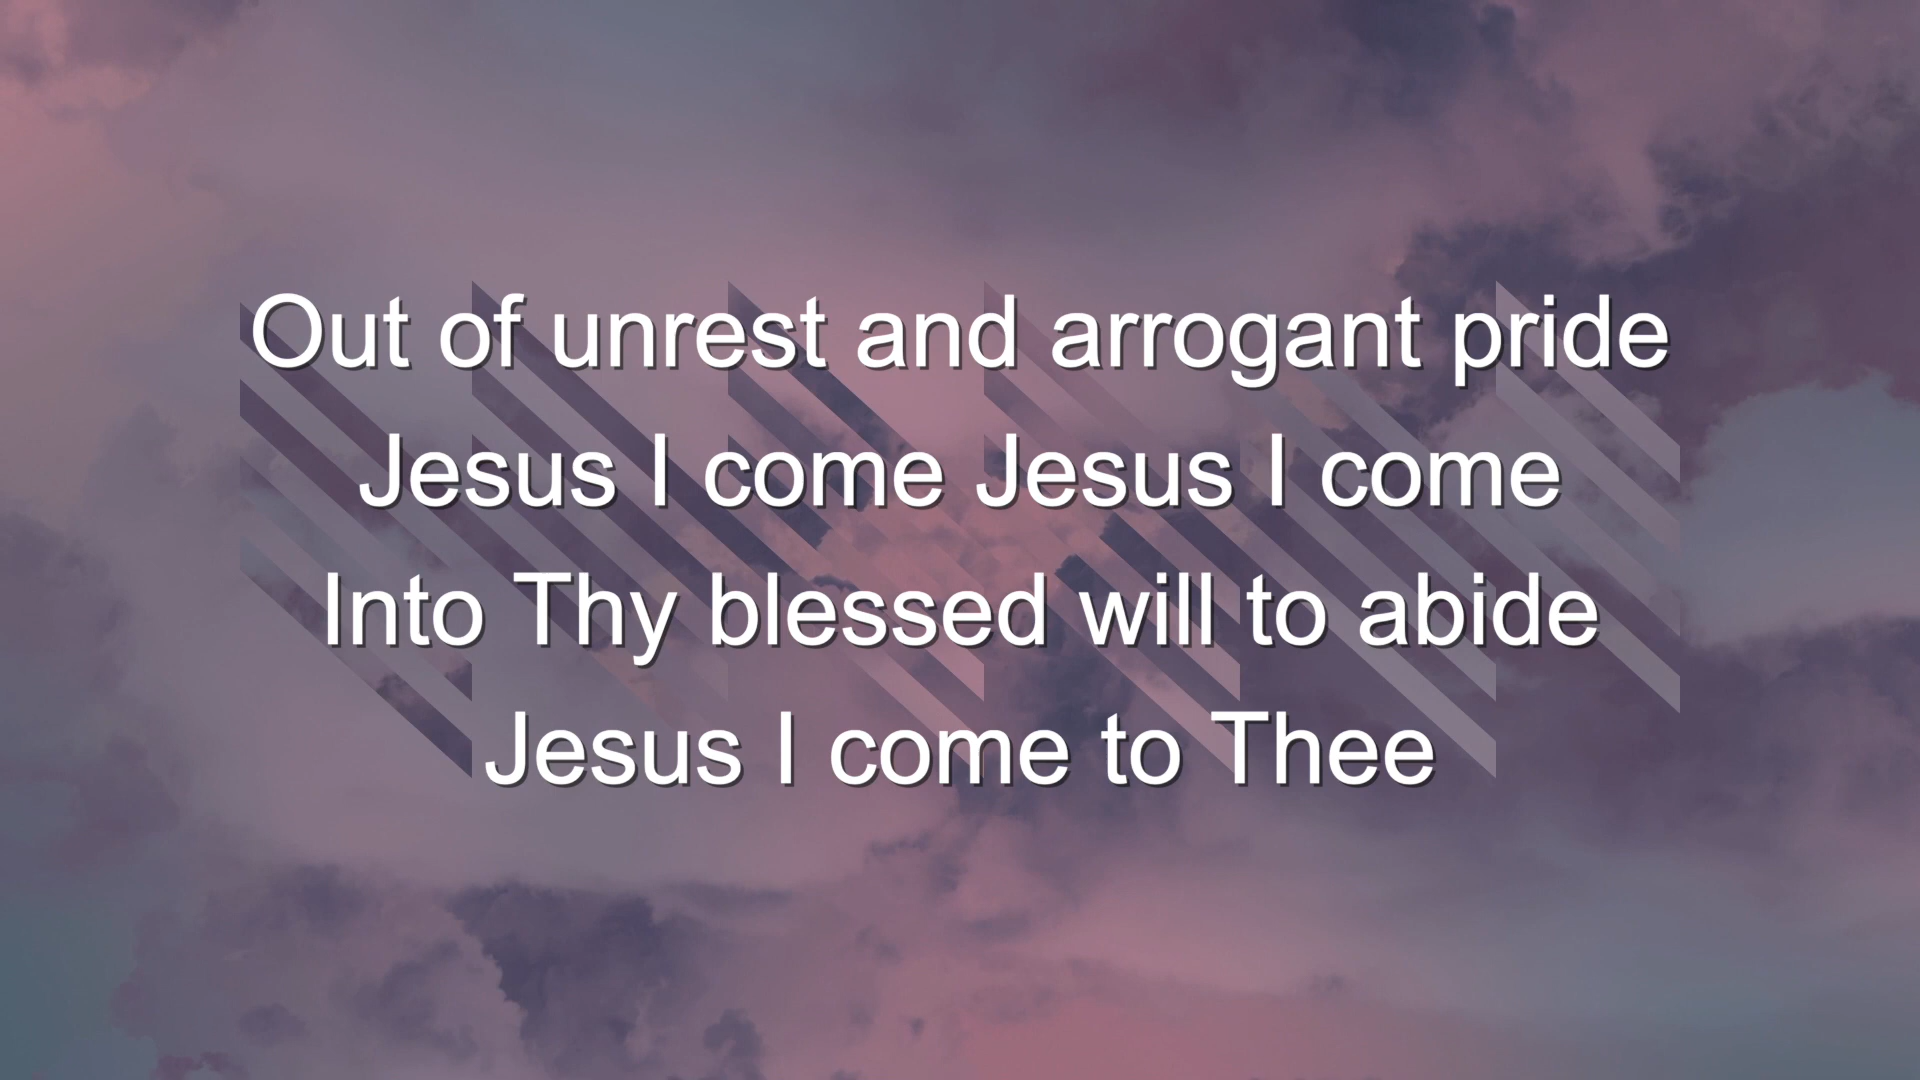 Out of unrest and arrogant pride
Jesus I come Jesus I come
Into Thy blessed will to abide
Jesus I come to Thee